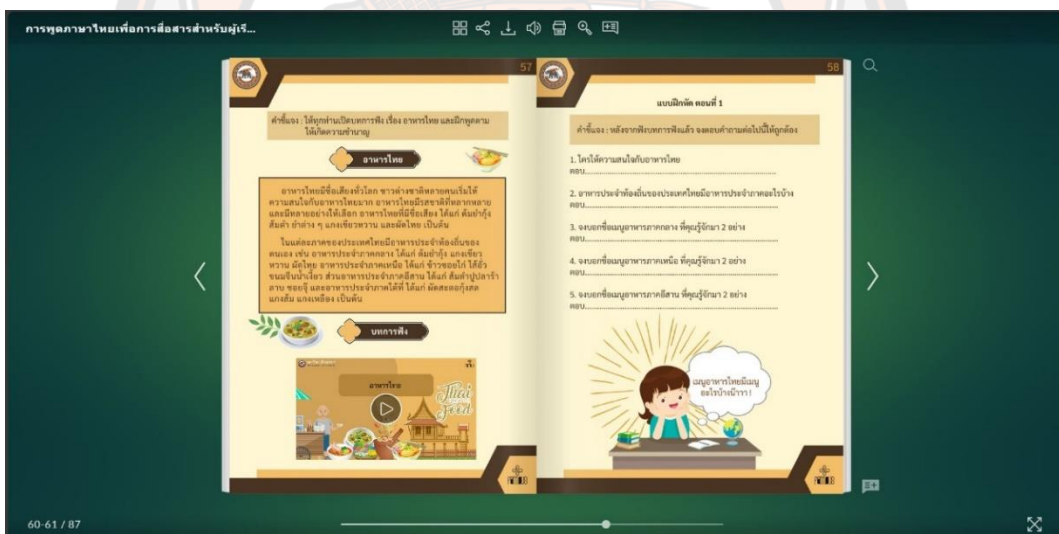 การพูดภาษาไทยเพื่อการสื่อสารสำหรับผู้เรี...
57
คำชี้แจง : ให้ทุกท่านเปิดบทการฟัง เรื่อง อาหารไทย และฝึกพูดตาม
ให้เกิดความชำนาญ
อาหารไทย
อาหารไทยมีชื่อเสียงทั่วโลก ชาวต่างชาติหลายคนเริ่มให้
ความสนใจกับอาหารไทยมาก อาหารไทยมีรสชาติที่หลากหลาย
และมีหลายอย่างให้เลือก อาหารไทยที่มีชื่อเสียง ได้แก่ ต้มยำกุ้ง
ส้มตำ ยำต่าง ๆ แกงเขียวหวาน และผัดไทย เป็นต้น
ในแต่ละภาคของประเทศไทยมีอาหารประจำท้องถิ่นของ
ตนเอง เช่น อาหารประจำภาคกลาง ได้แก่ ต้มยำกุ้ง แกงเขียว
หวาน ผัดไทย อาหารประจำภาคเหนือ ได้แก่ ข้าวซอยไก่ ไส้อั่ว
ขนมจีนน้ำเงี้ยว ส่วนอาหารประจำภาคอีสาน ได้แก่ ส้มตำปูปลาร้า
ลาบ ซอยจุ๊ และอาหารประจำภาคใต้ที่ ได้แก่ ผัดสะตอกุ้งสด
แกงส้ม แกงเหลือง เป็นต้น
บทการฟัง
อาหารไทย
Thai
Food
58
แบบฝึกหัด ตอนที่ 1
คำชี้แจง : หลังจากฟังบทการฟังแล้ว จงตอบคำถามต่อไปนี้ให้ถูกต้อง
1. ใครให้ความสนใจกับอาหารไทย
ตอบ............................................................
2. อาหารประจำท้องถิ่นของประเทศไทยมีอาหารประจำภาคอะไรบ้าง
ตอบ............................................................
3. จงบอกชื่อเมนูอาหารภาคกลาง ที่คุณรู้จักมา 2 อย่าง
ตอบ............................................................
4. จงบอกชื่อเมนูอาหารภาคเหนือ ที่คุณรู้จักมา 2 อย่าง
ตอบ............................................................
5. จงบอกชื่อเมนูอาหารภาคอีสาน ที่คุณรู้จักมา 2 อย่าง
ตอบ............................................................
เมนูอาหารไทยมีเมนู
อะไรบ้างน๊าาา !
60-61 / 87